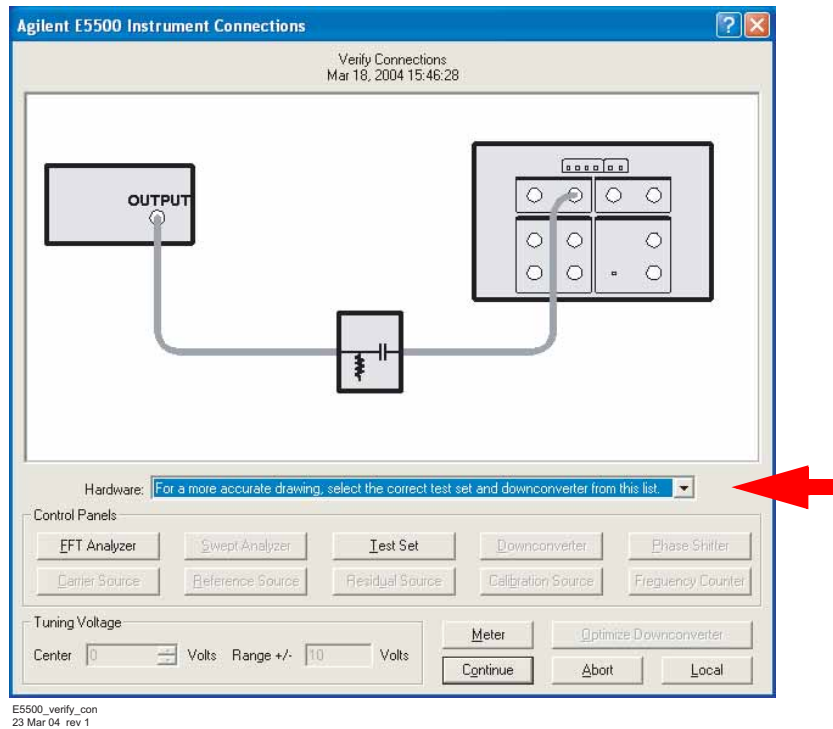 Agilent E5500 Instrument Connections
Verify Connections
Mar 18, 2004 15:46:28
OUTPUT
Hardware: For a more accurate drawing, select the correct test set and downconverter from this list.
Control Panels
FFT Analyzer Swept Analyzer Test Set Downconverter Phase Shifter
Carrier Source Reference Source Residual Source Calibration Source Frequency Counter
Tuning Voltage
Center 0 Volts Range +/- 10 Volts
Meter Optimize Downconverter
Continue Abort Local
E5500_verify_con
23 Mar 04 rev 1